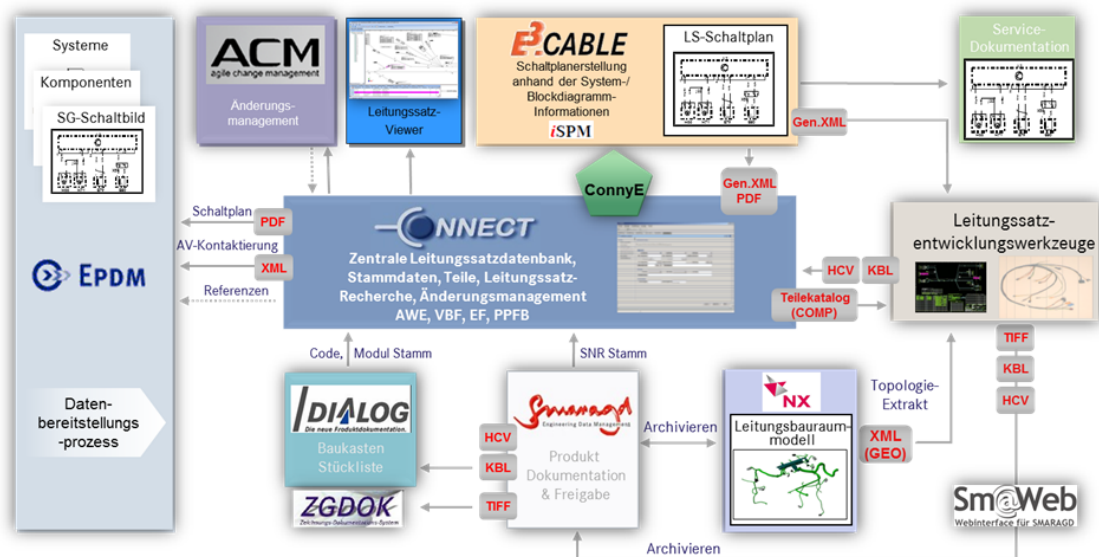 Systeme
Komponenten
SG-Schaltbild
EPDM
Daten-
bereitstellungs
-prozess
ACM
agile change management
Änderungs-
management
Leitungssatz-
Viewer
E³.CABLE
Schaltplanerstellung
anhand der System-/
Blockdiagramm-
Informationen
iSPM
LS-Schaltplan
Gen.XML
Service-
Dokumentation
ConnyE
Gen.XML
PDF
Schaltplan
PDF
AV-Kontaktierung
XML
Referenzen
CONNECT
Zentrale Leitungssatzdatenbank,
Stammdaten, Teile, Leitungssatz-
Recherche, Änderungsmanagement
AWE, VBF, EF, PPFB
HCV
KBL
Teilekatalog
(COMP)
Leitungssatz-
entwicklungswerkzeuge
TIFF
KBL
HCV
Code, Modul Stamm
SNR Stamm
DIALOG
Die neue Produktdokumentation.
Baukasten
Stückliste
ZGDOK
Zeichnungs-Dokumentations-System
HCV
KBL
TIFF
Smaragd
Engineering Data Management
Produkt
Dokumentation
& Freigabe
Archivieren
NX
Leitungsbauraum-
modell
Topologie-
Extrakt
XML
(GEO)
Sm@Web
Webinterface für SMARAGD
Archivieren